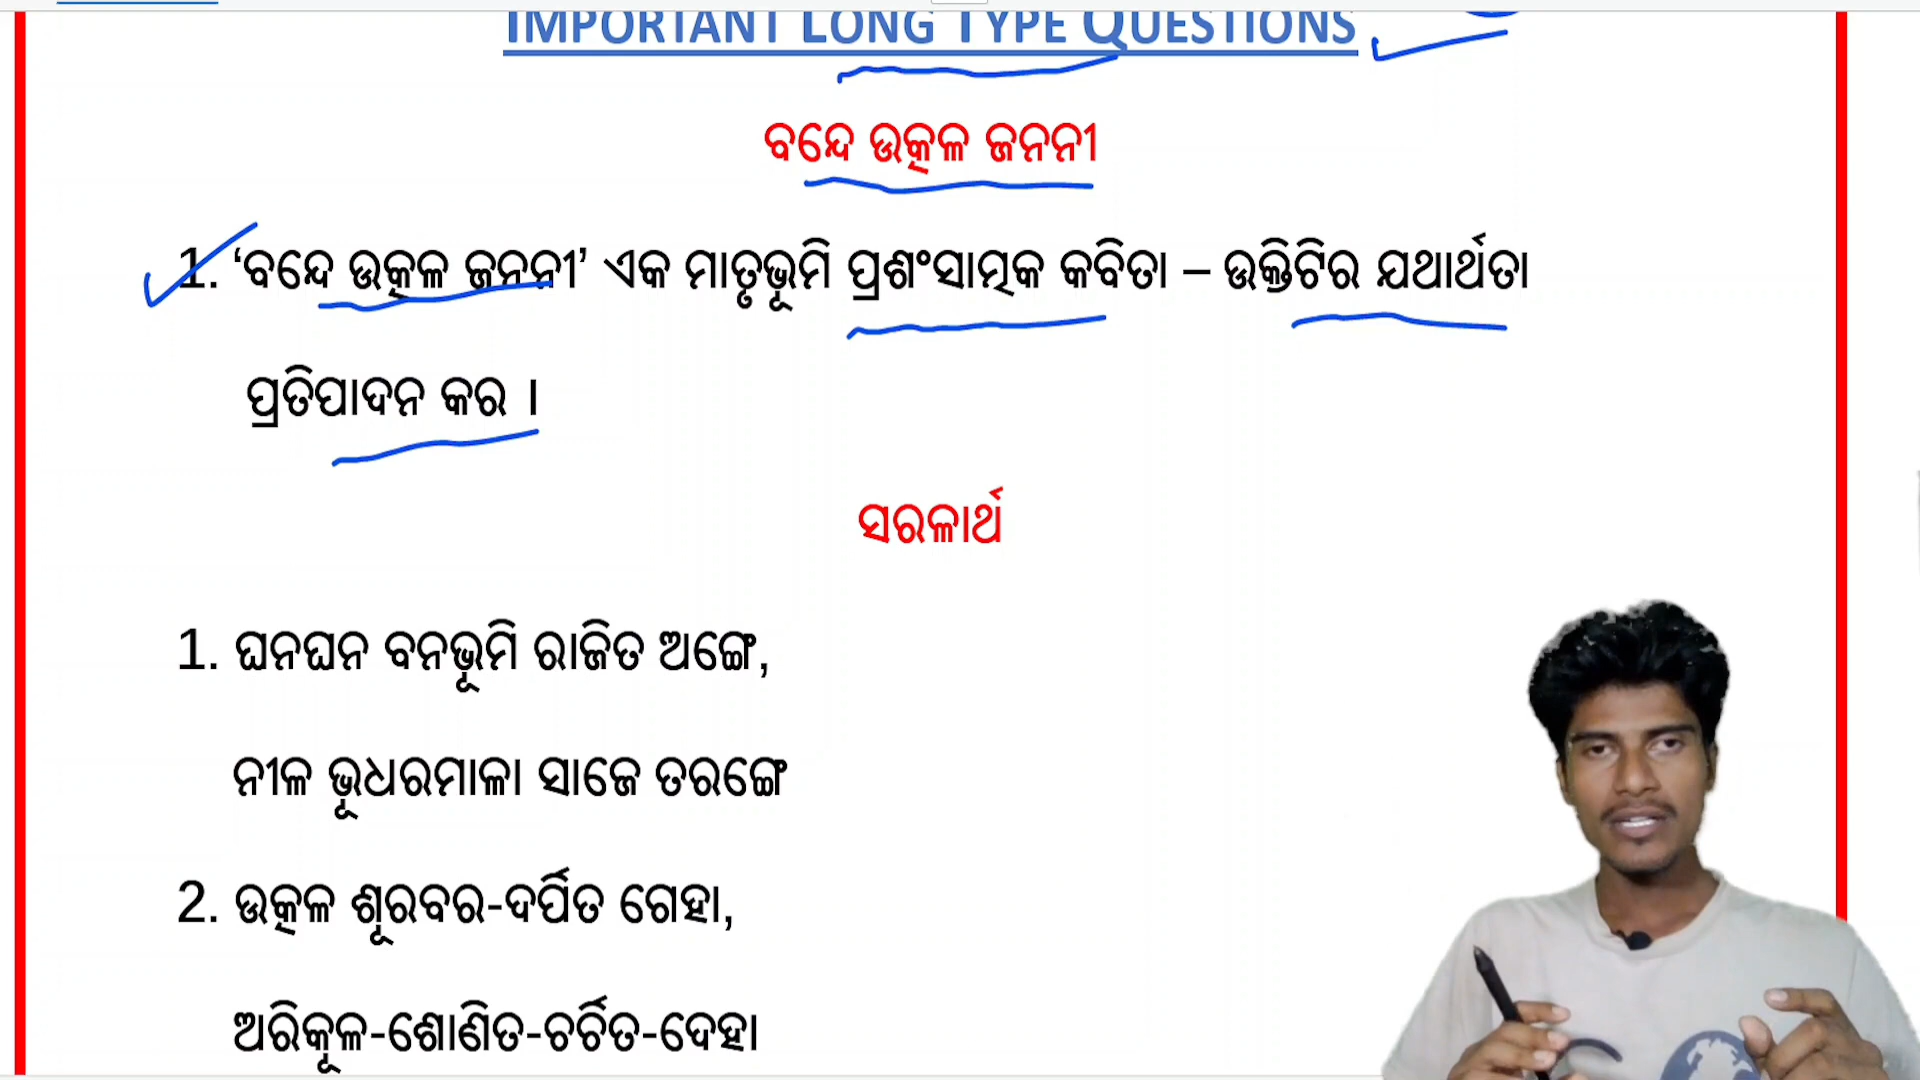 IMPORTANT LONG TYPE QUESTIONS
ବନ୍ଦେ ଉତ୍କଳ ଜନନୀ
1. ‘ବନ୍ଦେ ଉତ୍କଳ ଜନନୀ’ ଏକ ମାତୃଭୂମି ପ୍ରଶଂସାତ୍ମକ କବିତା – ଉକ୍ତିଟିର ଯଥାର୍ଥତା
ପ୍ରତିପାଦନ କର ।
ସରଳାର୍ଥ
1. ଘନଘନ ବନଭୂମି ରାଜିତ ଅଙ୍ଗେ,
ନୀଳ ଭୂଧରମାଳା ସାଜେ ତରଙ୍ଗେ
2. ଉତ୍କଳ ଶୂରବର-ଦର୍ପିତ ଗେହା,
ଅରିକୂଳ-ଶୋଣିତ-ଚର୍ଚିତ-ଦେହା